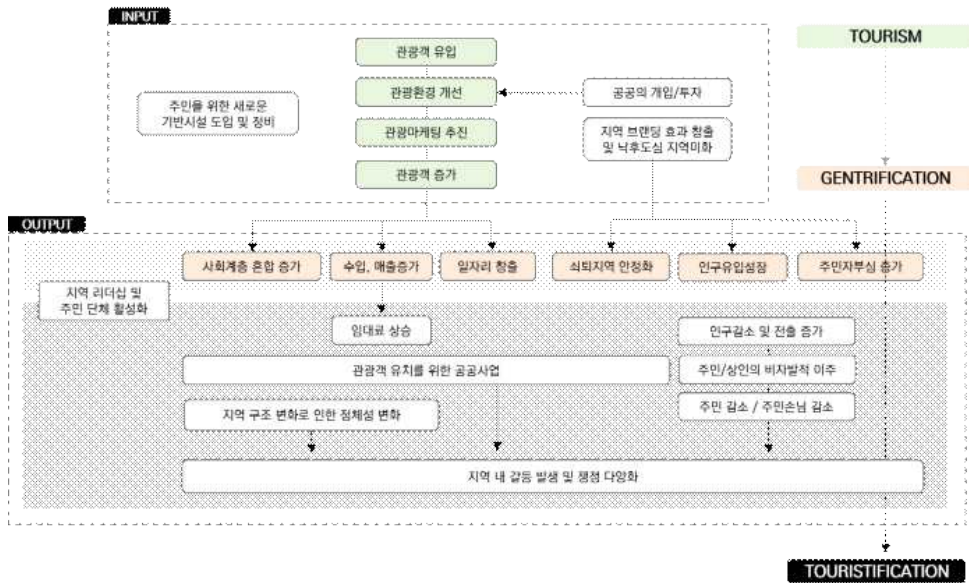 INPUT
관광객 유입
관광환경 개선
관광마케팅 추진
관광객 증가
주민을 위한 새로운
기반시설 도입 및 정비
공공의 개입/투자
지역 브랜딩 효과 창출
및 낙후도심 지역미화
TOURISM
GENTRIFICATION
OUTPUT
사회계층 혼합 증가
수입, 매출증가
일자리 창출
쇠퇴지역 안정화
인구유입성장
주민자부심 증가
지역 리더십 및
주민 단체 활성화
임대료 상승
인구감소 및 전출 증가
관광객 유치를 위한 공공사업
주민/상인의 비자발적 이주
지역 구조 변화로 인한 정체성 변화
주민 감소 / 주민손님 감소
지역 내 갈등 발생 및 쟁점 다양화
TOURISTIFICATION